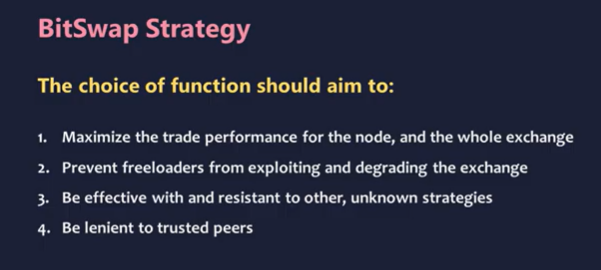 BitSwap Strategy
The choice of function should aim to:
1. Maximize the trade performance for the node, and the whole exchange
2. Prevent freeloaders from exploiting and degrading the exchange
3. Be effective with and resistant to other, unknown strategies
4. Be lenient to trusted peers